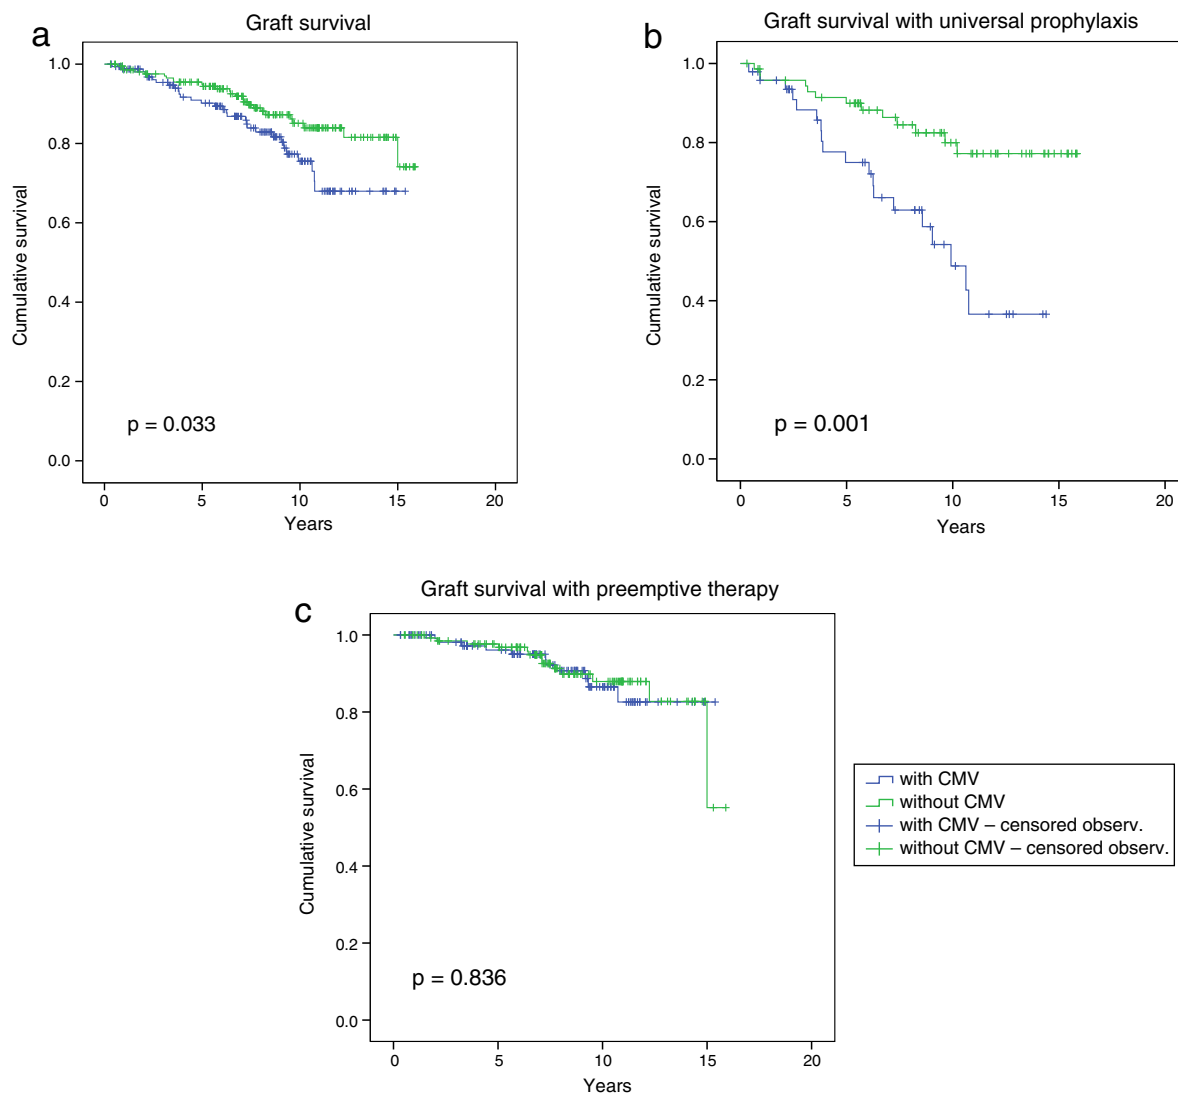 a
Graft survival
1.0
0.8
0.6
0.4
0.2
0.0
Cumulative survival
p = 0.033
0 5 10 15 20
Years
b
Graft survival with universal prophylaxis
1.0
0.8
0.6
0.4
0.2
0.0
Cumulative survival
p = 0.001
0 5 10 15 20
Years
c
Graft survival with preemptive therapy
1.0
0.8
0.6
0.4
0.2
0.0
Cumulative survival
p = 0.836
0 5 10 15 20
Years
with CMV
without CMV
with CMV – censored observ.
without CMV – censored observ.